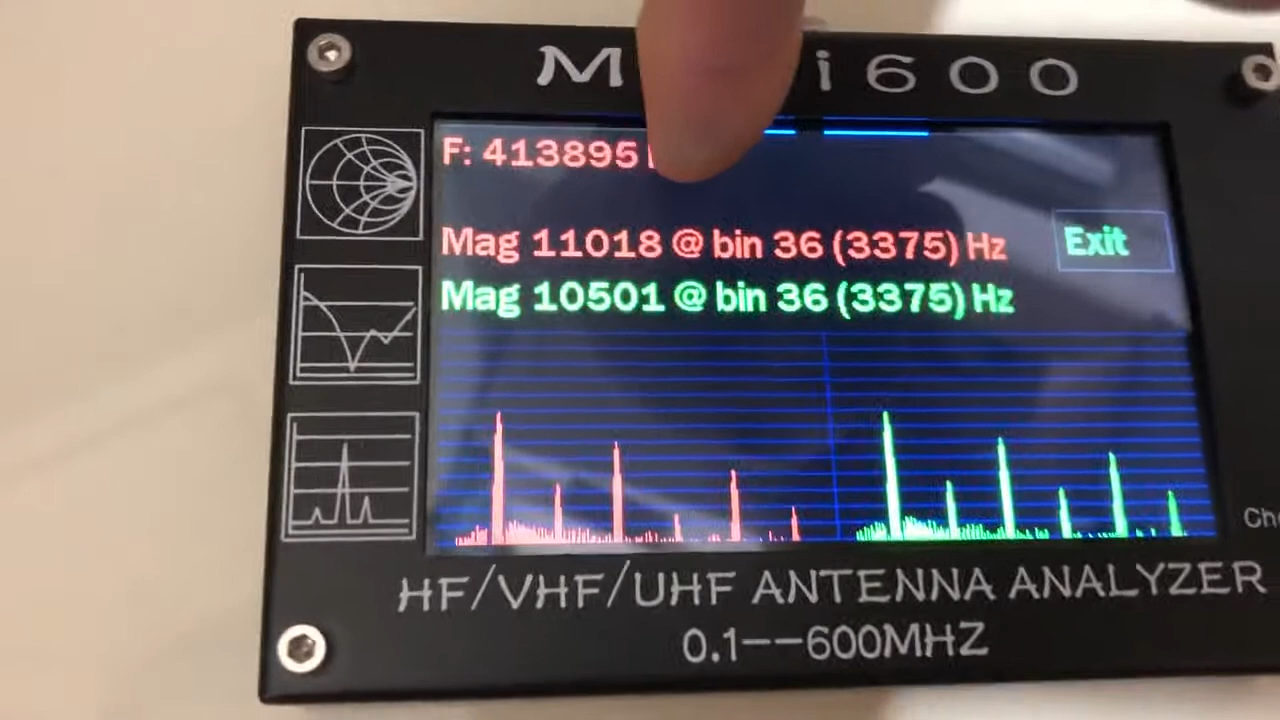 M i600
F: 413895
Mag 11018 @ bin 36 (3375) Hz
Exit
Mag 10501 @ bin 36 (3375) Hz
HF/VHF/UHF ANTENNA ANALYZER
0.1--600MHZ